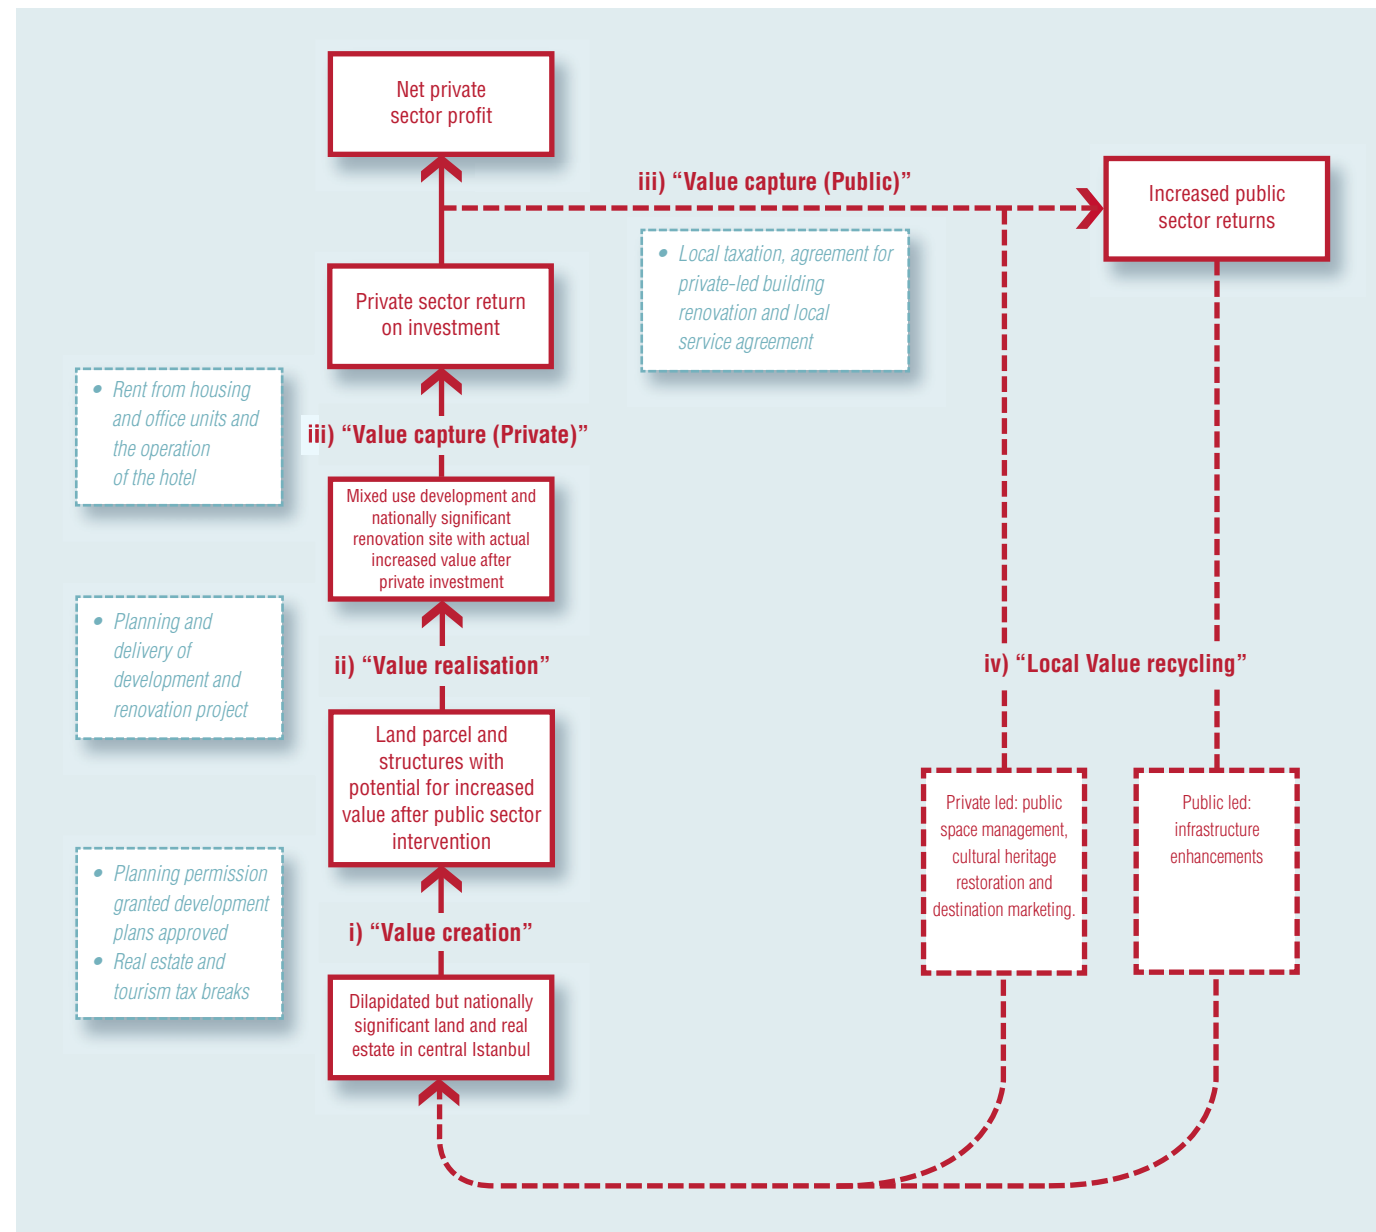 Net private
sector profit
iii) “Value capture (Public)”
Increased public
sector returns
• Local taxation, agreement for
private-led building
renovation and local
service agreement
Private sector return
on investment
• Rent from housing
and office units and
the operation
of the hotel
iii) “Value capture (Private)”
Mixed use development and
nationally significant
renovation site with actual
increased value after
private investment
• Planning and
delivery of
development and
renovation project
ii) “Value realisation”
iv) “Local Value recycling”
Land parcel and
structures with
potential for increased
value after public sector
intervention
Private led: public
space management,
cultural heritage
restoration and
destination marketing.
Public led:
infrastructure
enhancements
• Planning permission
granted development
plans approved
• Real estate and
tourism tax breaks
i) “Value creation”
Dilapidated but nationally
significant land and real
estate in central Istanbul